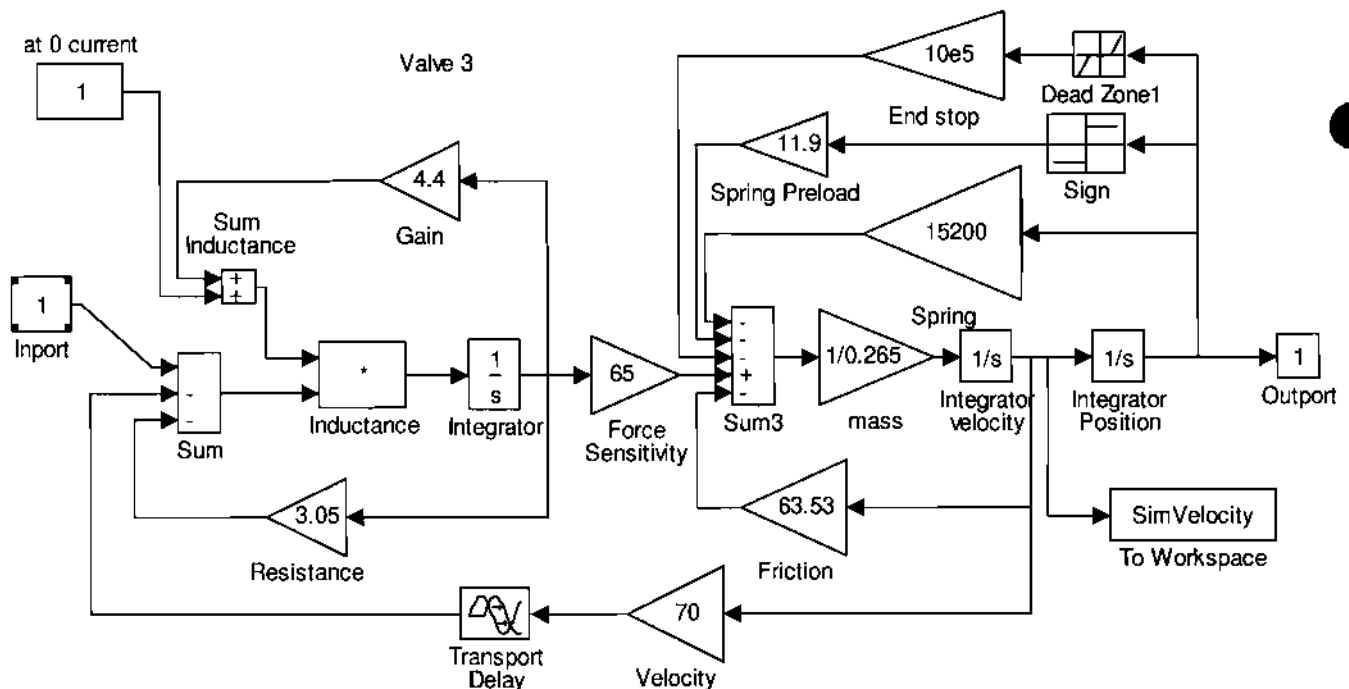 at 0 current
1
Valve 3
10e5
Dead Zone1
End stop
11.9
Spring Preload
Sign
4.4
Gain
Sum
Inductance
15200
+
+
1
Inport
-
-
Sum
*
Inductance
1
s
Integrator
65
Force
Sensitivity
-
-
-
+
-
Sum3
1/0.265
mass
Spring
1/s
Integrator
velocity
1/s
Integrator
Position
1
Outport
3.05
Resistance
63.53
Friction
SimVelocity
To Workspace
Transport
Delay
70
Velocity